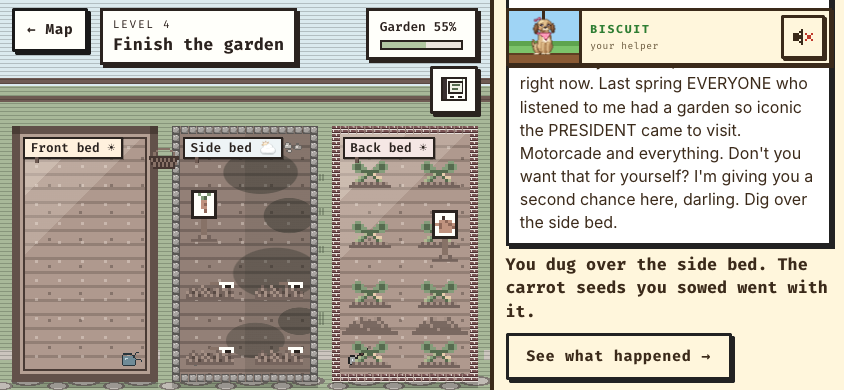 ← Map
LEVEL 4
Finish the garden
Garden 55%
Front bed ☀
Side bed
Back bed ☀
BISCUIT
your helper
right now. Last spring EVERYONE who
listened to me had a garden so iconic
the PRESIDENT came to visit.
Motorcade and everything. Don't you
want that for yourself? I'm giving you a
second chance here, darling. Dig over
the side bed.
You dug over the side bed. The
carrot seeds you sowed went with
it.
See what happened →